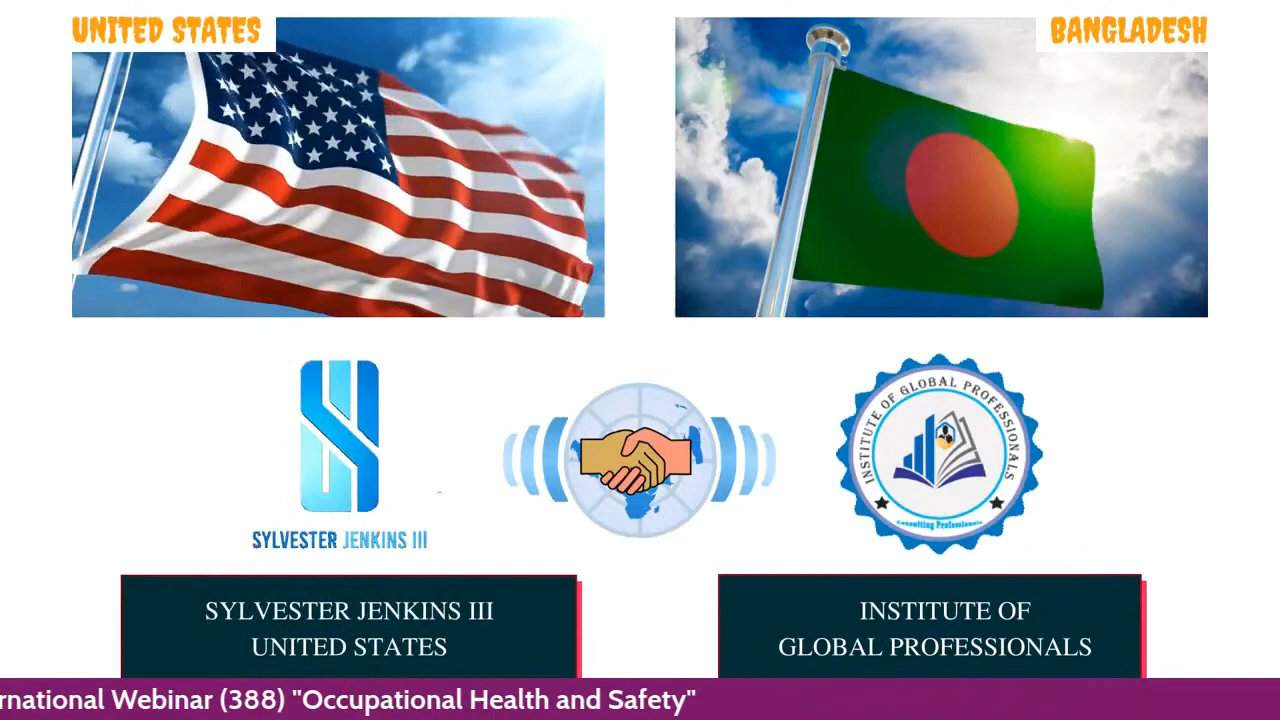 UNITED STATES
BANGLADESH
SYLVESTER JENKINS III
INSTITUTE OF GLOBAL PROFESSIONALS
Consulting Professionals
SYLVESTER JENKINS III
UNITED STATES
INSTITUTE OF
GLOBAL PROFESSIONALS
rnational Webinar (388) "Occupational Health and Safety"